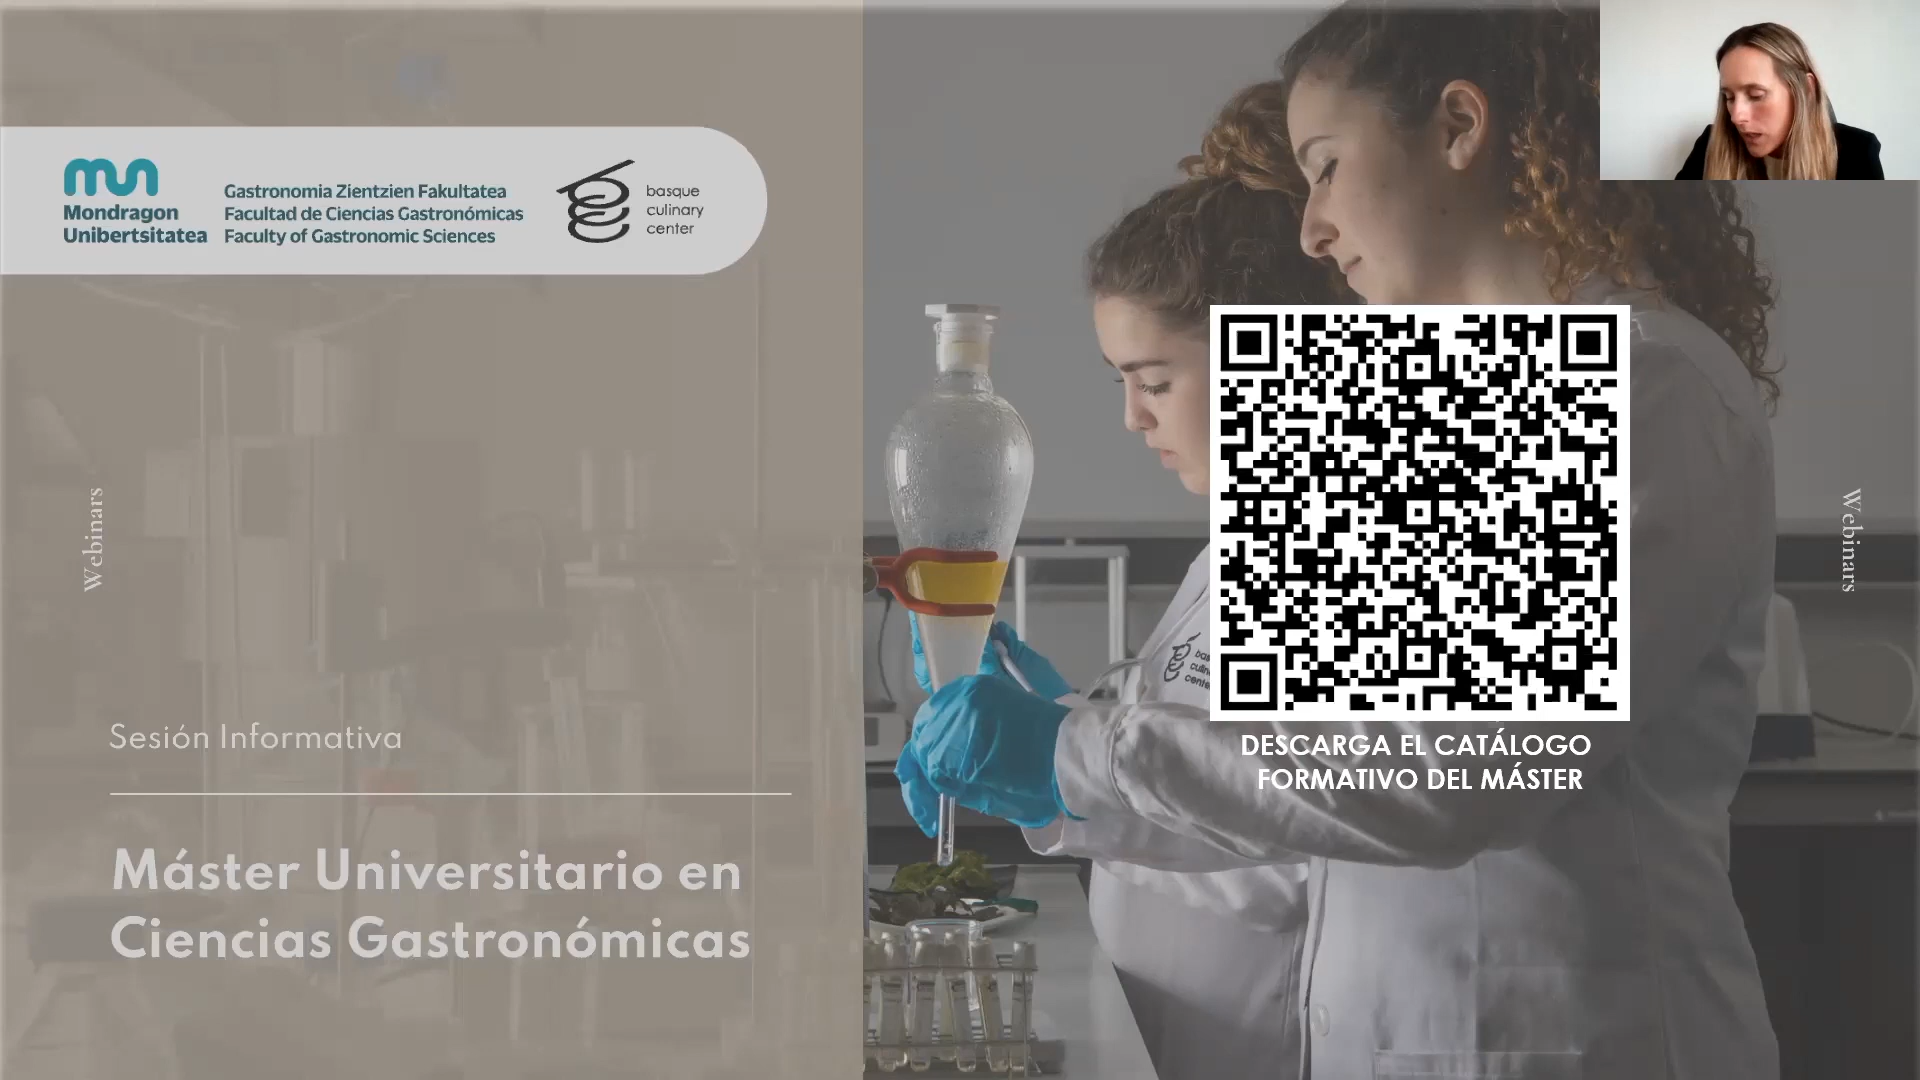 Mondragon
Unibertsitatea
Gastronomia Zientzien Fakultatea
Facultad de Ciencias Gastronómicas
Faculty of Gastronomic Sciences
basque
culinary
center
Webinars
Sesión Informativa
Máster Universitario en
Ciencias Gastronómicas
DESCARGA EL CATÁLOGO
FORMATIVO DEL MÁSTER
Webinars